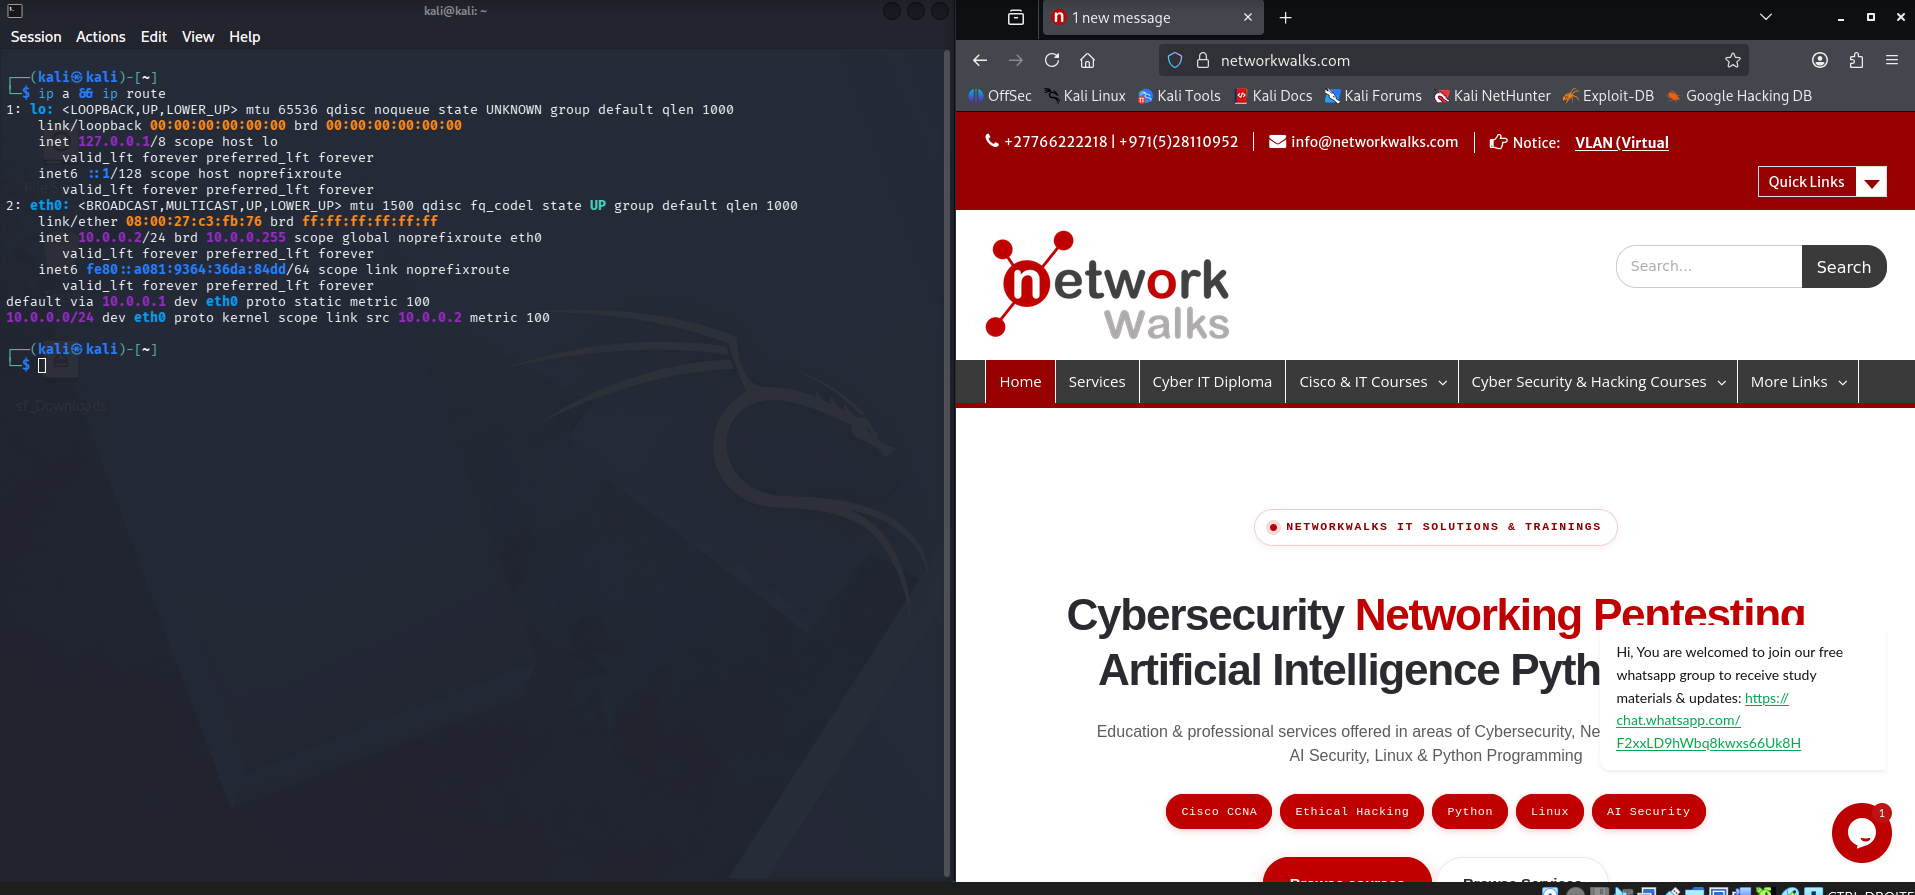 kali@kali: ~
Session Actions Edit View Help
┌──(kali㉿kali)-[~]
└─$ ip a && ip route
1: lo: <LOOPBACK,UP,LOWER_UP> mtu 65536 qdisc noqueue state UNKNOWN group default qlen 1000
link/loopback 00:00:00:00:00:00 brd 00:00:00:00:00:00
inet 127.0.0.1/8 scope host lo
valid_lft forever preferred_lft forever
inet6 ::1/128 scope host noprefixroute
valid_lft forever preferred_lft forever
2: eth0: <BROADCAST,MULTICAST,UP,LOWER_UP> mtu 1500 qdisc fq_codel state UP group default qlen 1000
link/ether 08:00:27:c3:fb:76 brd ff:ff:ff:ff:ff:ff
inet 10.0.0.2/24 brd 10.0.0.255 scope global noprefixroute eth0
valid_lft forever preferred_lft forever
inet6 fe80::a081:9364:36da:84dd/64 scope link noprefixroute
valid_lft forever preferred_lft forever
default via 10.0.0.1 dev eth0 proto static metric 100
10.0.0.0/24 dev eth0 proto kernel scope link src 10.0.0.2 metric 100
┌──(kali㉿kali)-[~]
└─$
sf_Downloads
1 new message
networkwalks.com
OffSec Kali Linux Kali Tools Kali Docs Kali Forums Kali NetHunter Exploit-DB Google Hacking DB
+27766222218 | +971(5)28110952 info@networkwalks.com Notice: VLAN (Virtual
Quick Links
network
walks
Search... Search
Home Services Cyber IT Diploma Cisco & IT Courses Cyber Security & Hacking Courses More Links
NETWORKWALKS IT SOLUTIONS & TRAININGS
Cybersecurity Networking Pentesting
Artificial Intelligence Pyth
Education & professional services offered in areas of Cybersecurity, Ne
AI Security, Linux & Python Programming
Hi, You are welcomed to join our free
whatsapp group to receive study
materials & updates: https://
chat.whatsapp.com/
F2xxLD9hWbq8kwxs66Uk8H
Cisco CCNA Ethical Hacking Python Linux AI Security
1
Browse courses Browse Services
CTRL DROITE